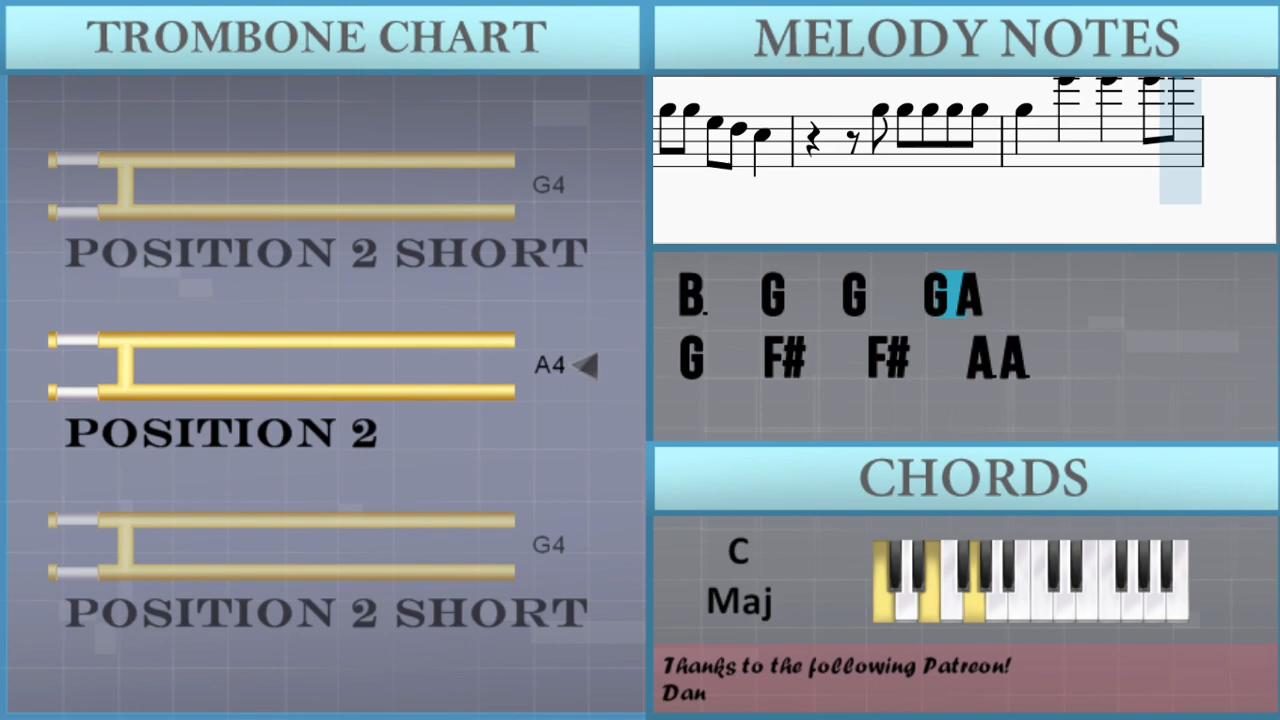 TROMBONE CHART
G4
POSITION 2 SHORT
A4
POSITION 2
G4
POSITION 2 SHORT
MELODY NOTES
B. G G G A
G F# F# A. A.
CHORDS
C
Maj
Thanks to the following Patreon!
Dan